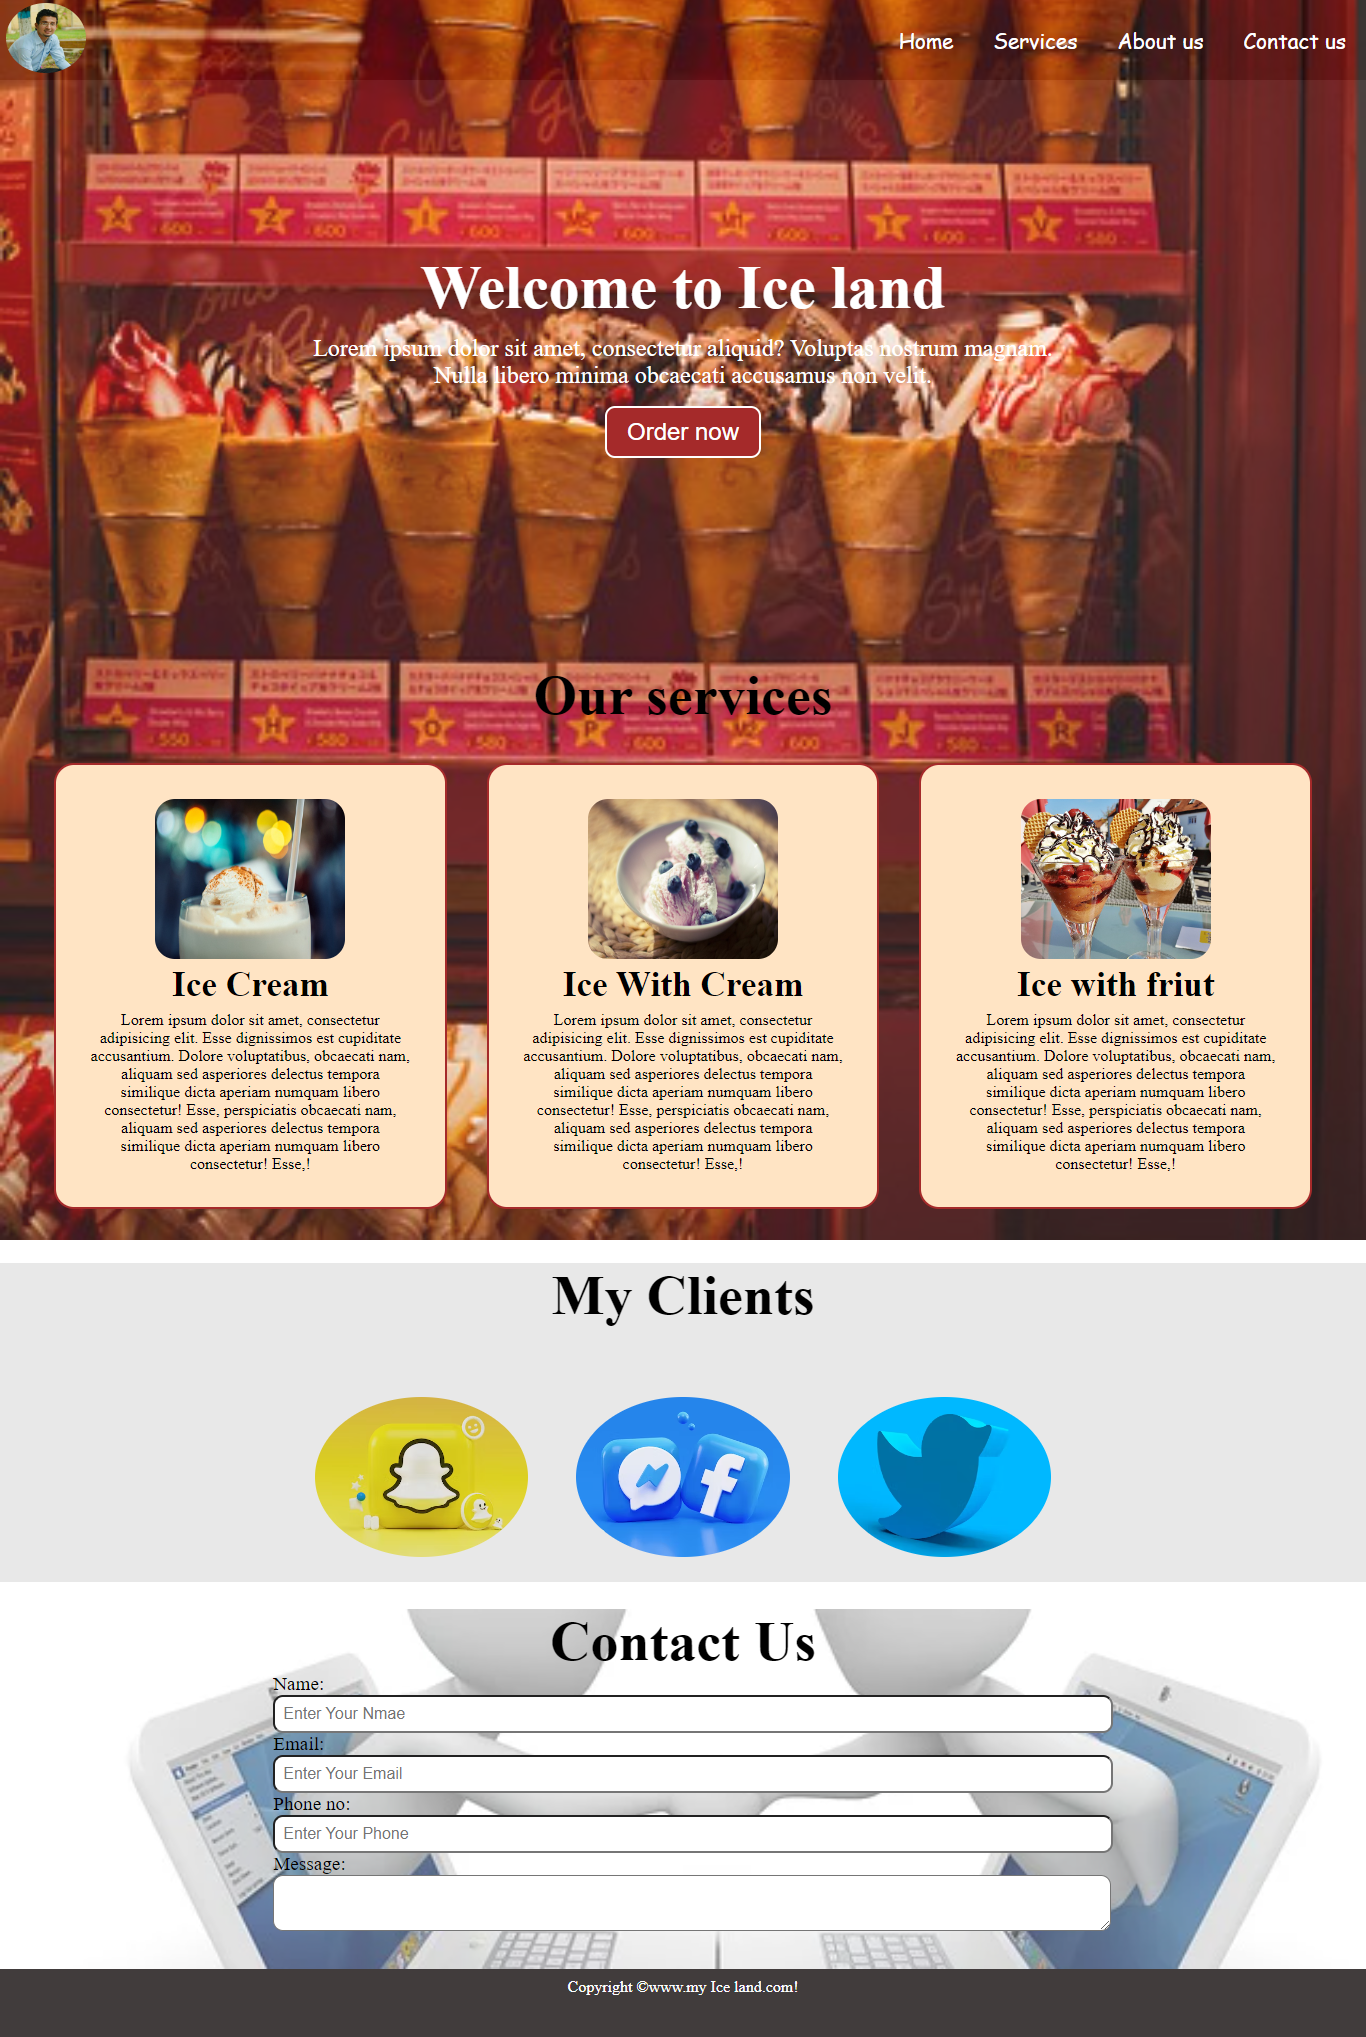 Home Services About us Contact us
Welcome to Ice land
Lorem ipsum dolor sit amet, consectetur aliquid? Voluptas nostrum magnam.
Nulla libero minima obcaecati accusamus non velit.
Order now
Our services
Ice Cream
Lorem ipsum dolor sit amet, consectetur
adipisicing elit. Esse dignissimos est cupiditate
accusantium. Dolore voluptatibus, obcaecati nam,
aliquam sed asperiores delectus tempora
similique dicta aperiam numquam libero
consectetur! Esse, perspiciatis obcaecati nam,
aliquam sed asperiores delectus tempora
similique dicta aperiam numquam libero
consectetur! Esse,!
Ice With Cream
Lorem ipsum dolor sit amet, consectetur
adipisicing elit. Esse dignissimos est cupiditate
accusantium. Dolore voluptatibus, obcaecati nam,
aliquam sed asperiores delectus tempora
similique dicta aperiam numquam libero
consectetur! Esse, perspiciatis obcaecati nam,
aliquam sed asperiores delectus tempora
similique dicta aperiam numquam libero
consectetur! Esse,!
Ice with friut
Lorem ipsum dolor sit amet, consectetur
adipisicing elit. Esse dignissimos est cupiditate
accusantium. Dolore voluptatibus, obcaecati nam,
aliquam sed asperiores delectus tempora
similique dicta aperiam numquam libero
consectetur! Esse, perspiciatis obcaecati nam,
aliquam sed asperiores delectus tempora
similique dicta aperiam numquam libero
consectetur! Esse,!
My Clients
Contact Us
Name:
Enter Your Nmae
Email:
Enter Your Email
Phone no:
Enter Your Phone
Message:
Copyright ©www.my Ice land.com!